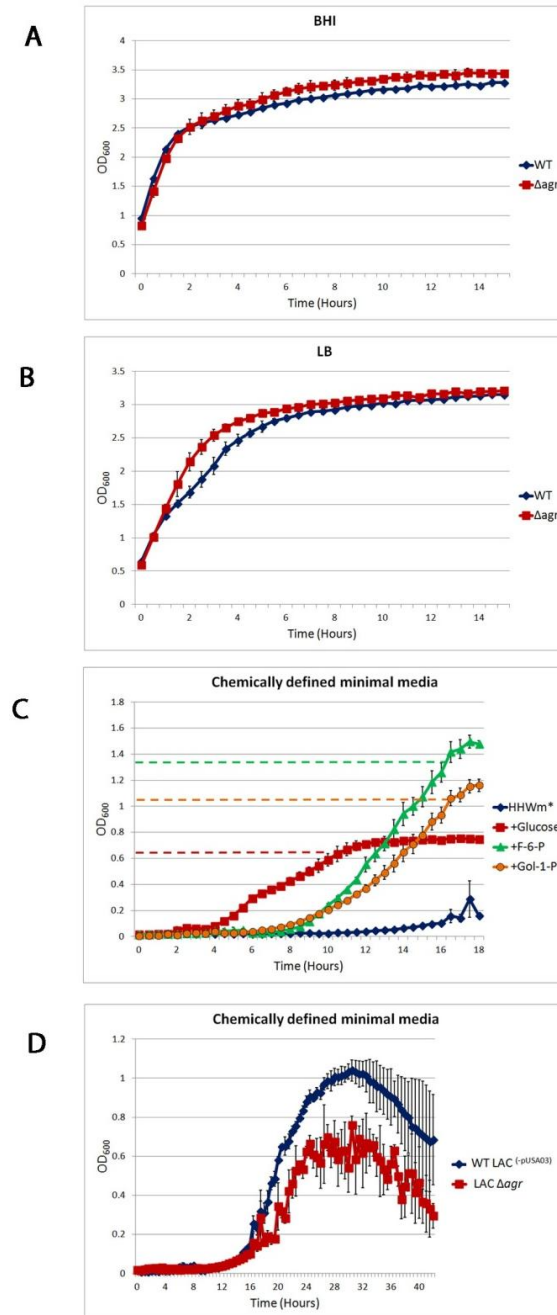 A
BHI
4
3.5
3
2.5
2
1.5
1
0.5
0
OD600
0 2 4 6 8 10 12 14
Time (Hours)
WT
Δagr
B
LB
3.5
3
2.5
2
1.5
1
0.5
0
OD600
0 2 4 6 8 10 12 14
Time (Hours)
WT
Δagr
C
Chemically defined minimal media
1.8
1.6
1.4
1.2
1
0.8
0.6
0.4
0.2
0
OD600
0 2 4 6 8 10 12 14 16 18
Time (Hours)
HHWm*
+Glucose
+F-6-P
+Gol-1-P
D
Chemically defined minimal media
1.2
1
0.8
0.6
0.4
0.2
0
OD600
0 4 8 12 16 20 24 28 32 36 40
Time (Hours)
WT LAC (-pUSA03)
LAC Δagr